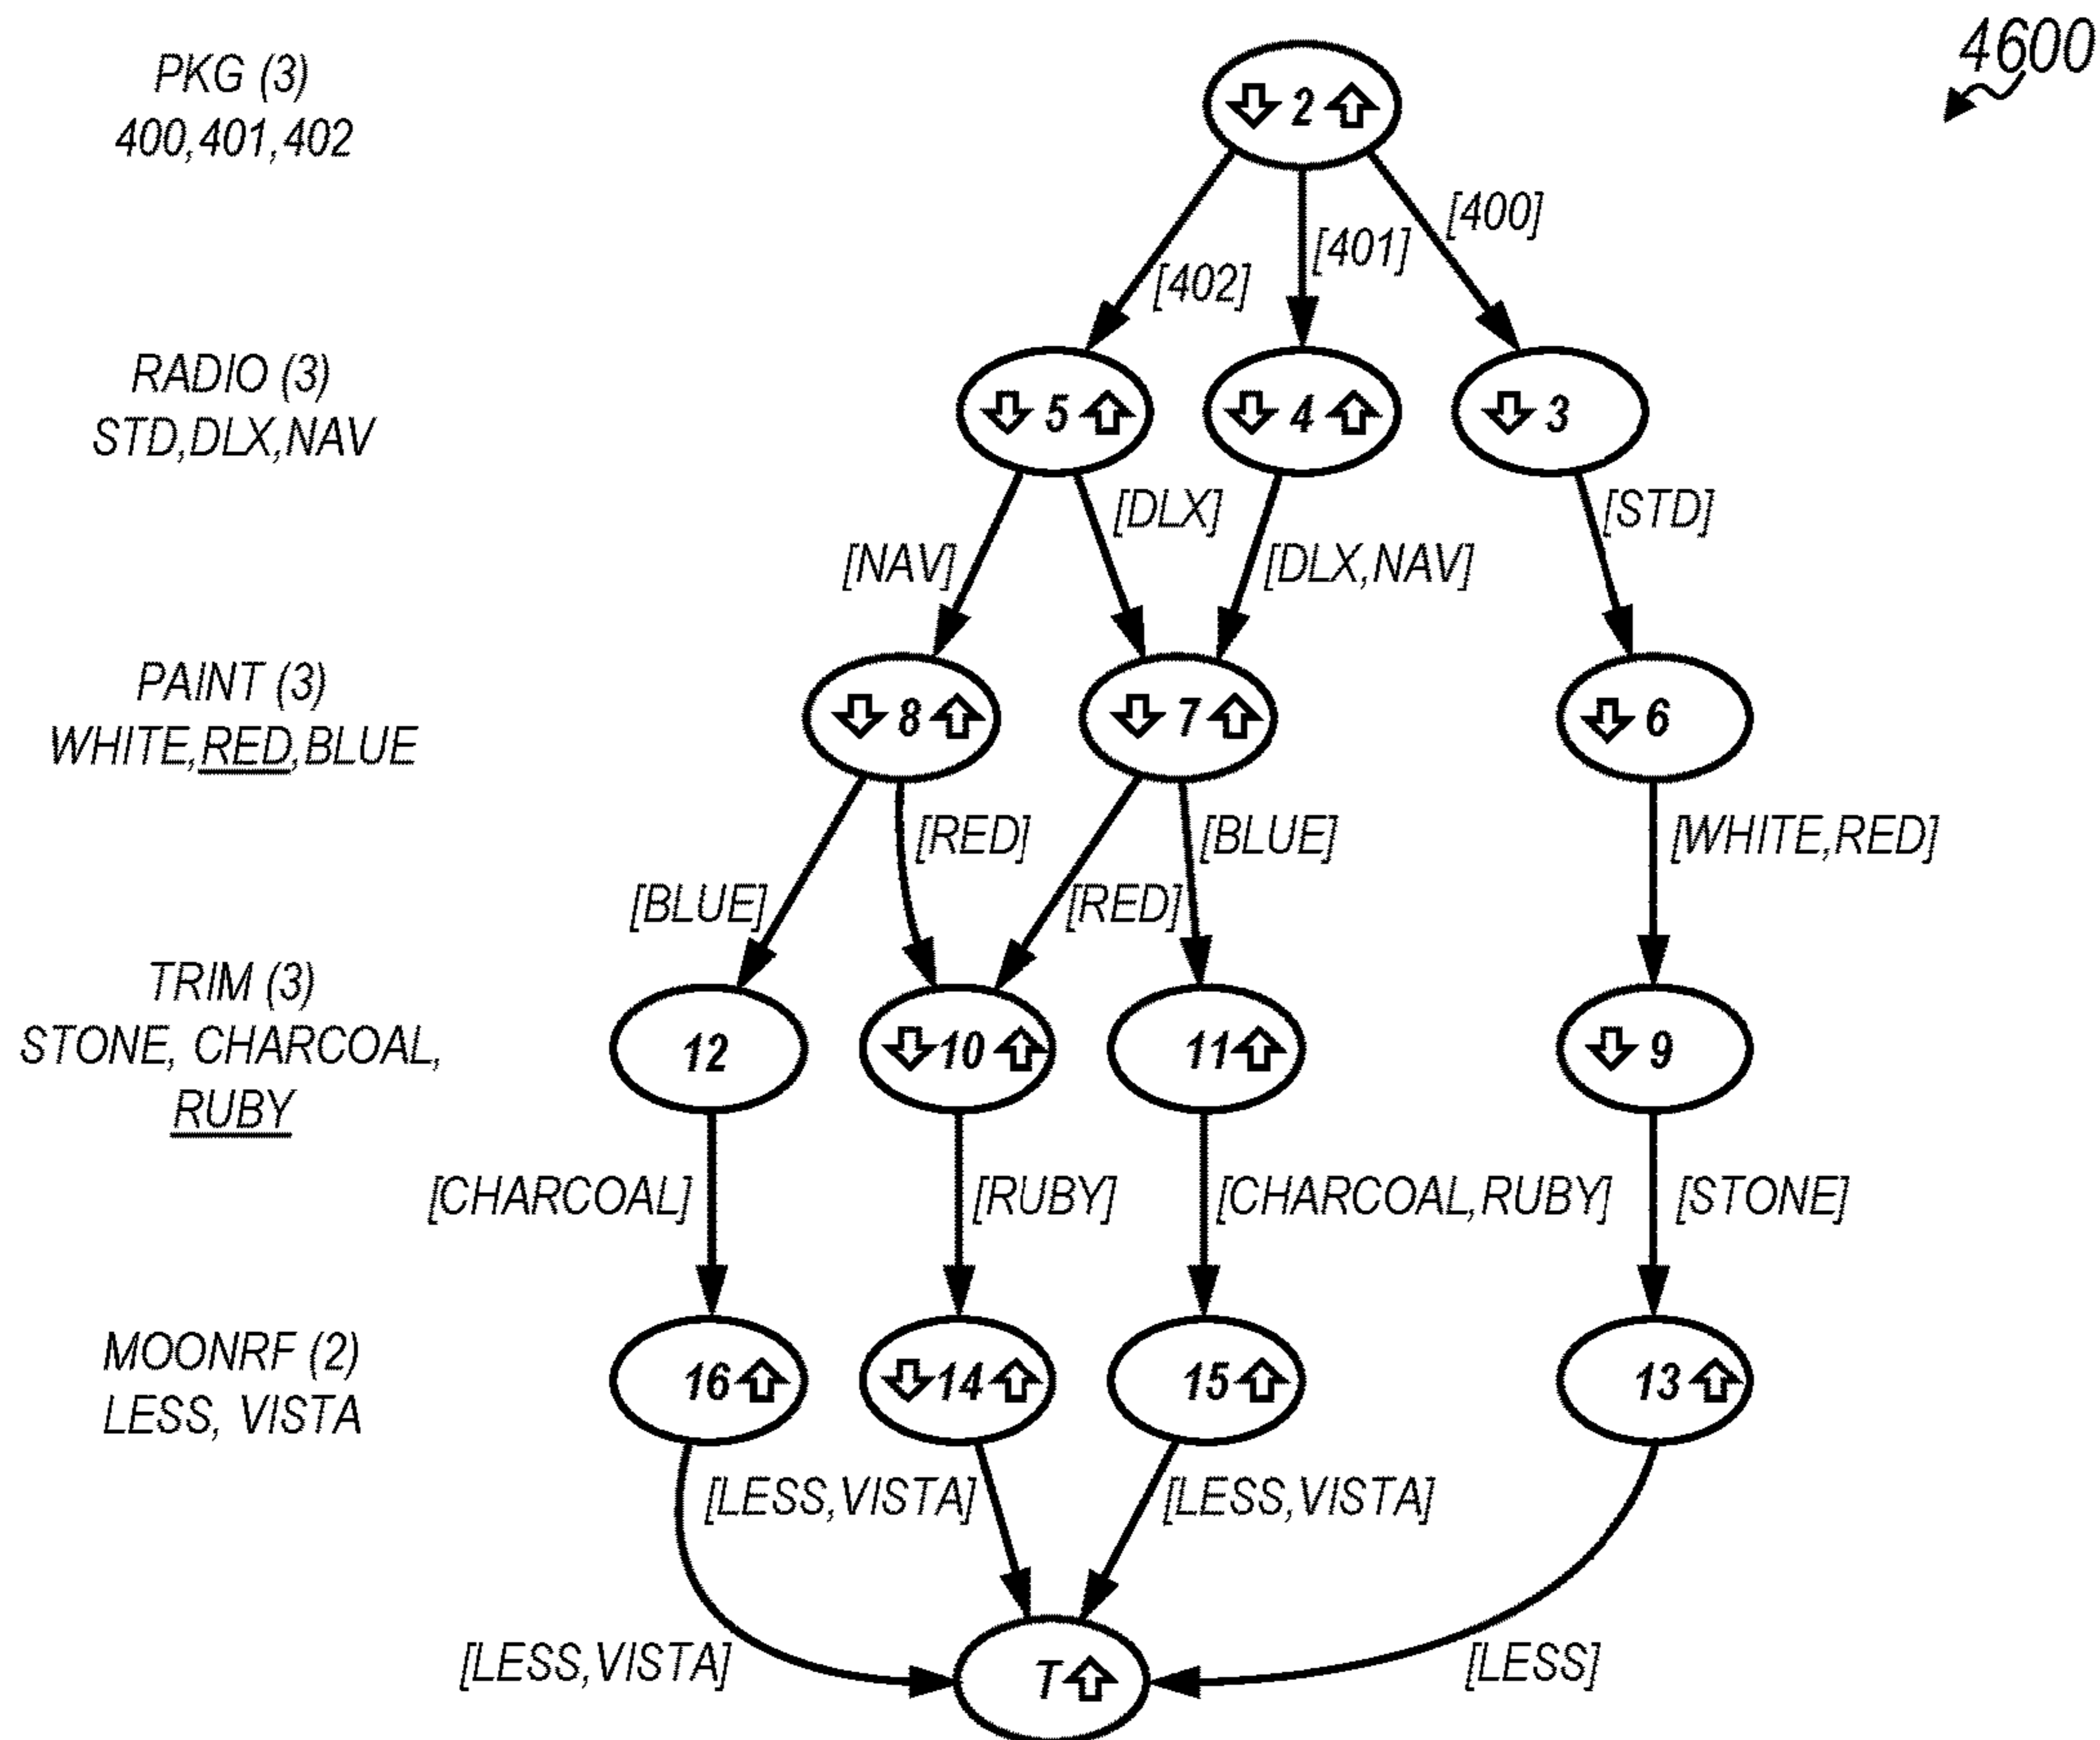 4600
PKG (3)
400,401,402
2
[402]
[401]
[400]
RADIO (3)
STD,DLX,NAV
5
4
3
[NAV]
[DLX]
[DLX,NAV]
[STD]
PAINT (3)
WHITE,RED,BLUE
8
7
6
[BLUE]
[RED]
[RED]
[BLUE]
[WHITE,RED]
TRIM (3)
STONE, CHARCOAL,
RUBY
12
10
11
9
[CHARCOAL]
[RUBY]
[CHARCOAL,RUBY]
[STONE]
MOONRF (2)
LESS, VISTA
16
14
15
13
[LESS,VISTA]
[LESS,VISTA]
[LESS,VISTA]
[LESS]
T